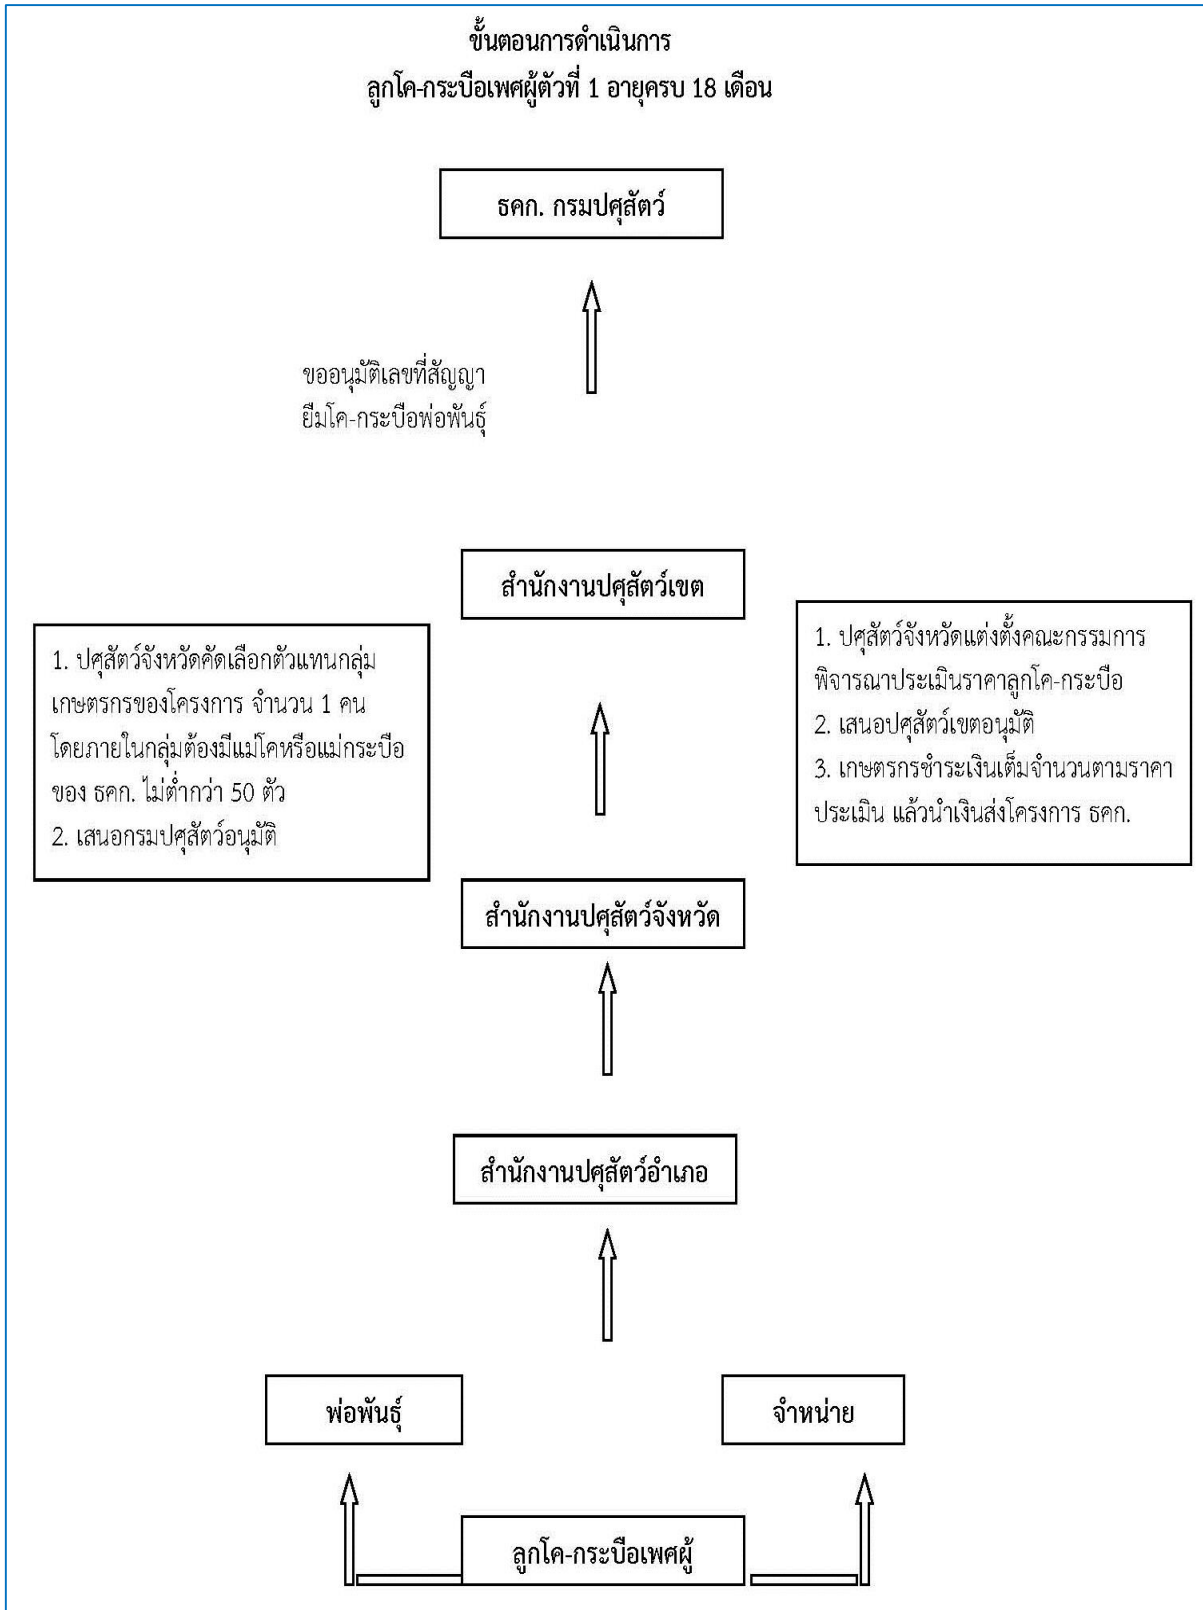 ขั้นตอนการดำเนินการ
ลูกโค-กระบือเพศผู้ตัวที่ 1 อายุครบ 18 เดือน
ธคก. กรมปศุสัตว์
ขออนุมัติเลขที่สัญญา
ยืมโค-กระบือพ่อพันธุ์
สำนักงานปศุสัตว์เขต
1. ปศุสัตว์จังหวัดคัดเลือกตัวแทนกลุ่ม
เกษตรกรของโครงการ จำนวน 1 คน
โดยภายในกลุ่มต้องมีแม่โคหรือแม่กระบือ
ของ ธคก. ไม่ต่ำกว่า 50 ตัว
2. เสนอกรมปศุสัตว์อนุมัติ
1. ปศุสัตว์จังหวัดแต่งตั้งคณะกรรมการ
พิจารณาประเมินราคาลูกโค-กระบือ
2. เสนอปศุสัตว์เขตอนุมัติ
3. เกษตรกรชำระเงินเต็มจำนวนตามราคา
ประเมิน แล้วนำเงินส่งโครงการ ธคก.
สำนักงานปศุสัตว์จังหวัด
สำนักงานปศุสัตว์อำเภอ
พ่อพันธุ์
จำหน่าย
ลูกโค-กระบือเพศผู้